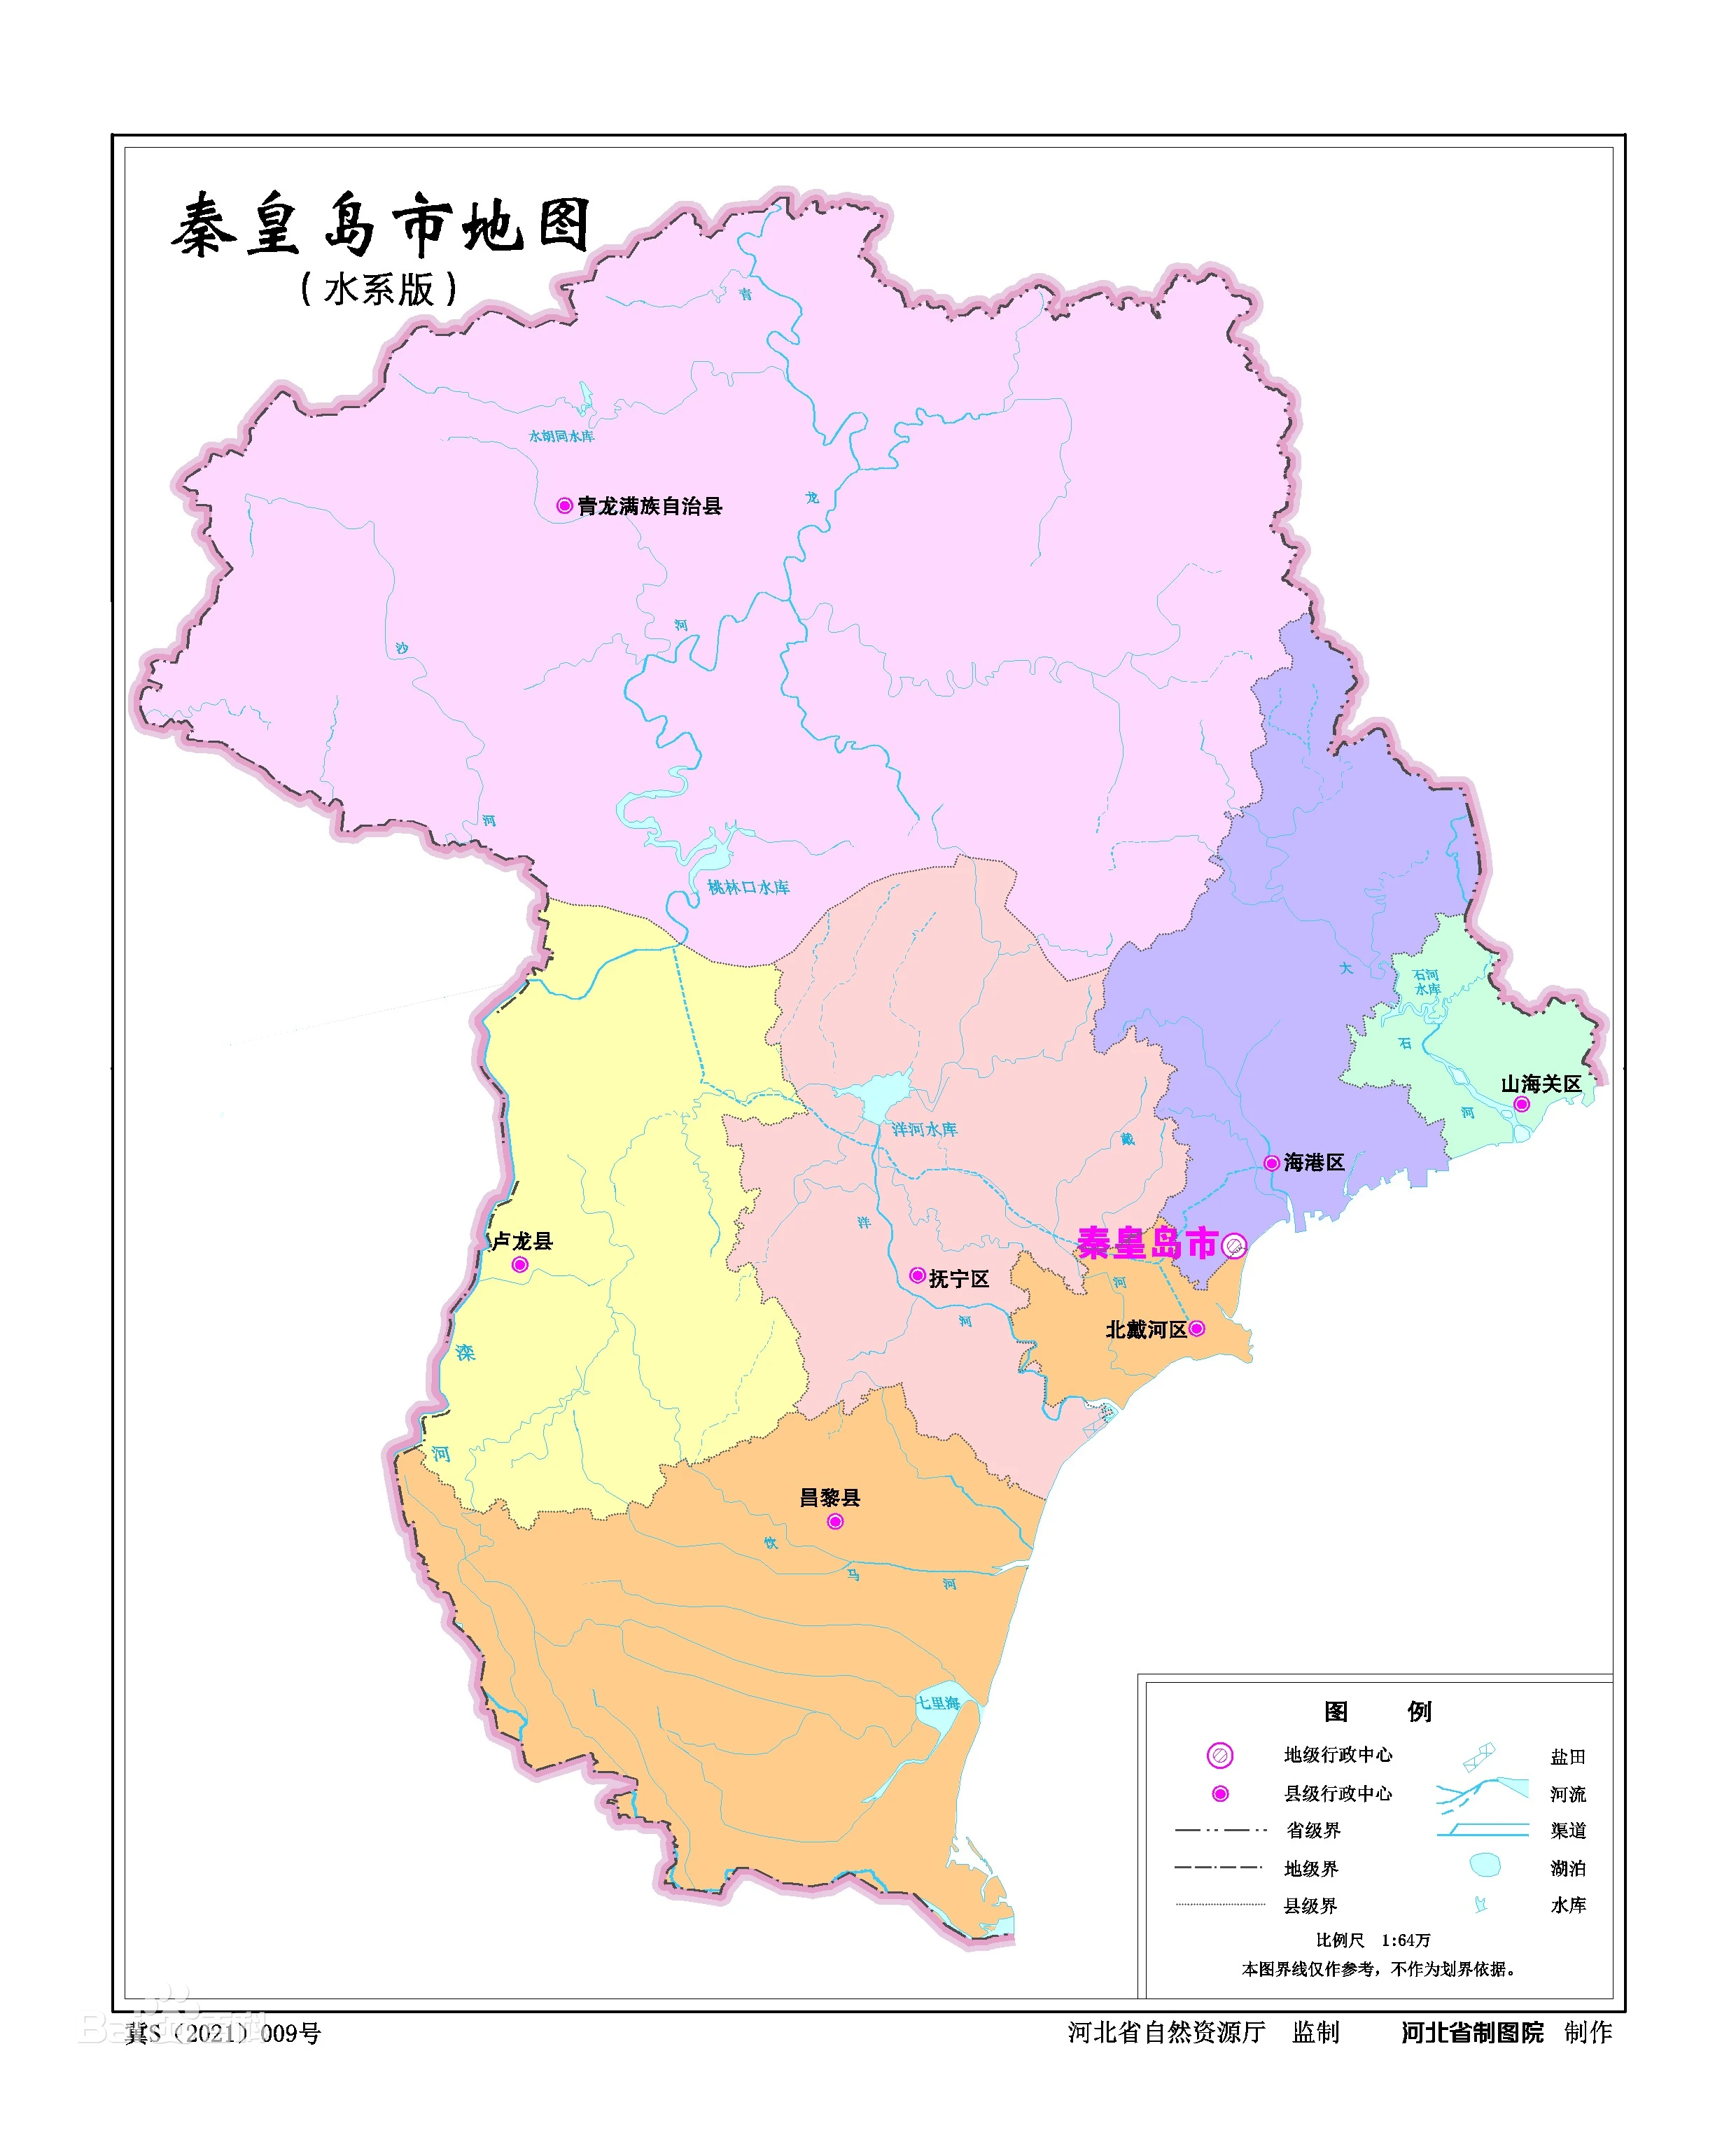 秦皇岛市地图
（水系版）
青
水胡同水库
龙
青龙满族自治县
河
沙
河
桃林口水库
大
石河
水库
石
山海关区
河
洋河水库
戴
海港区
洋
秦皇岛市
卢龙县
抚宁区
河
河
北戴河区
滦
河
昌黎县
饮
马
河
七里海
图 例
地级行政中心
盐田
县级行政中心
河流
省级界
渠道
地级界
湖泊
县级界
水库
比例尺 1:64万
本图界线仅作参考，不作为划界依据。
Bai 百科
冀S（2021）009号
河北省自然资源厅 监制 河北省制图院 制作